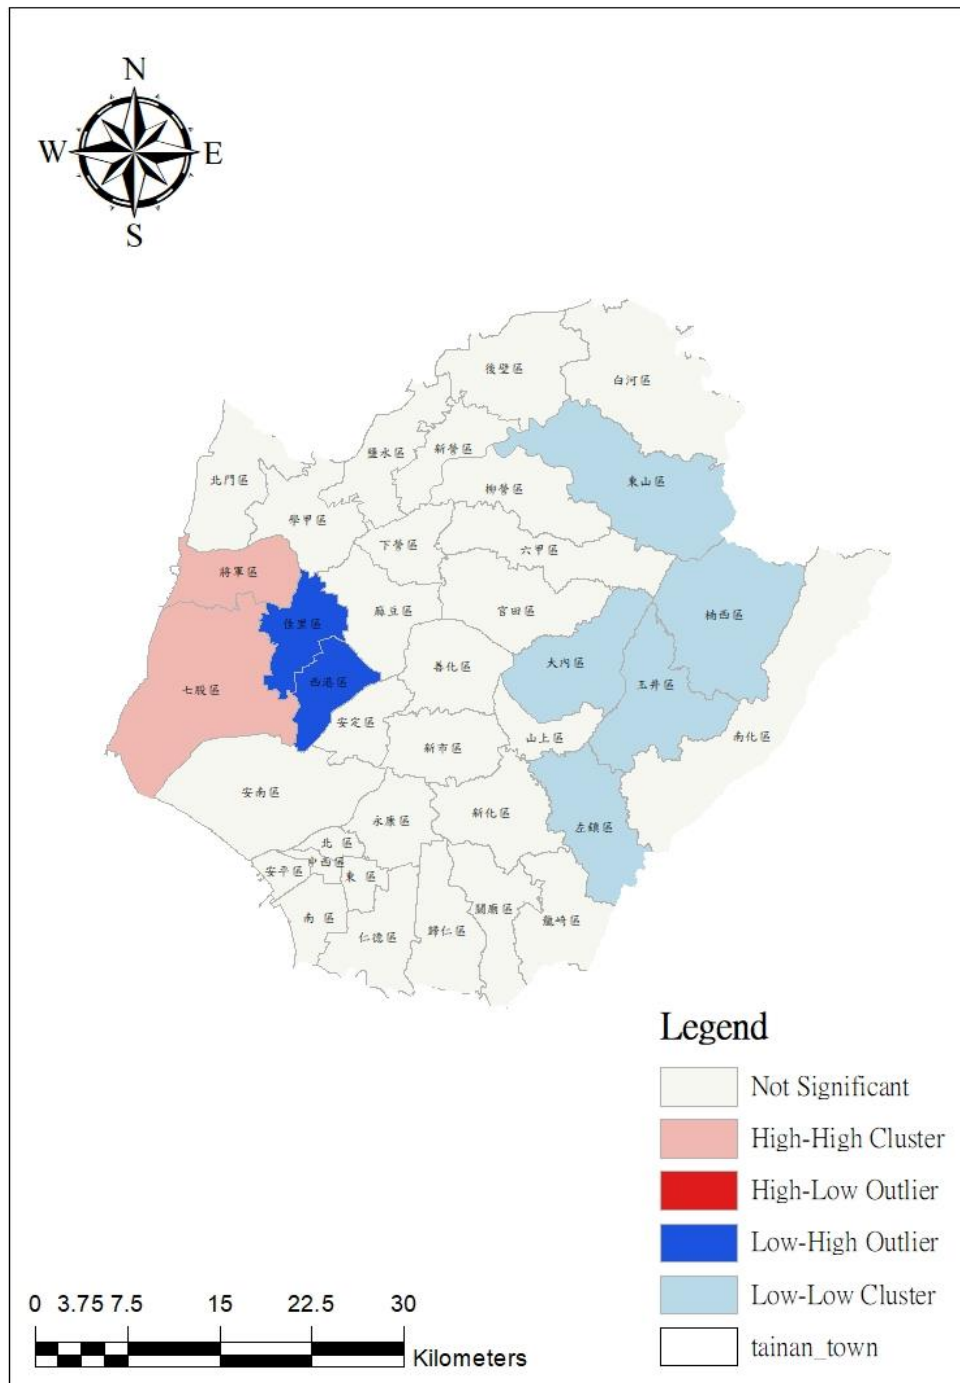 N
W E
S
後壁區
白河區
鹽水區
新營區
北門區
柳營區
東山區
學甲區
下營區
六甲區
將軍區
佳里區
麻豆區
官田區
楠西區
善化區
大內區
七股區
西港區
玉井區
安定區
新市區
山上區
南化區
安南區
永康區
新化區
左鎮區
北區
中西區
安平區
東區
南區
仁德區
歸仁區
關廟區
龍崎區
Legend
Not Significant
High-High Cluster
High-Low Outlier
Low-High Outlier
Low-Low Cluster
tainan_town
0 3.75 7.5 15 22.5 30
Kilometers